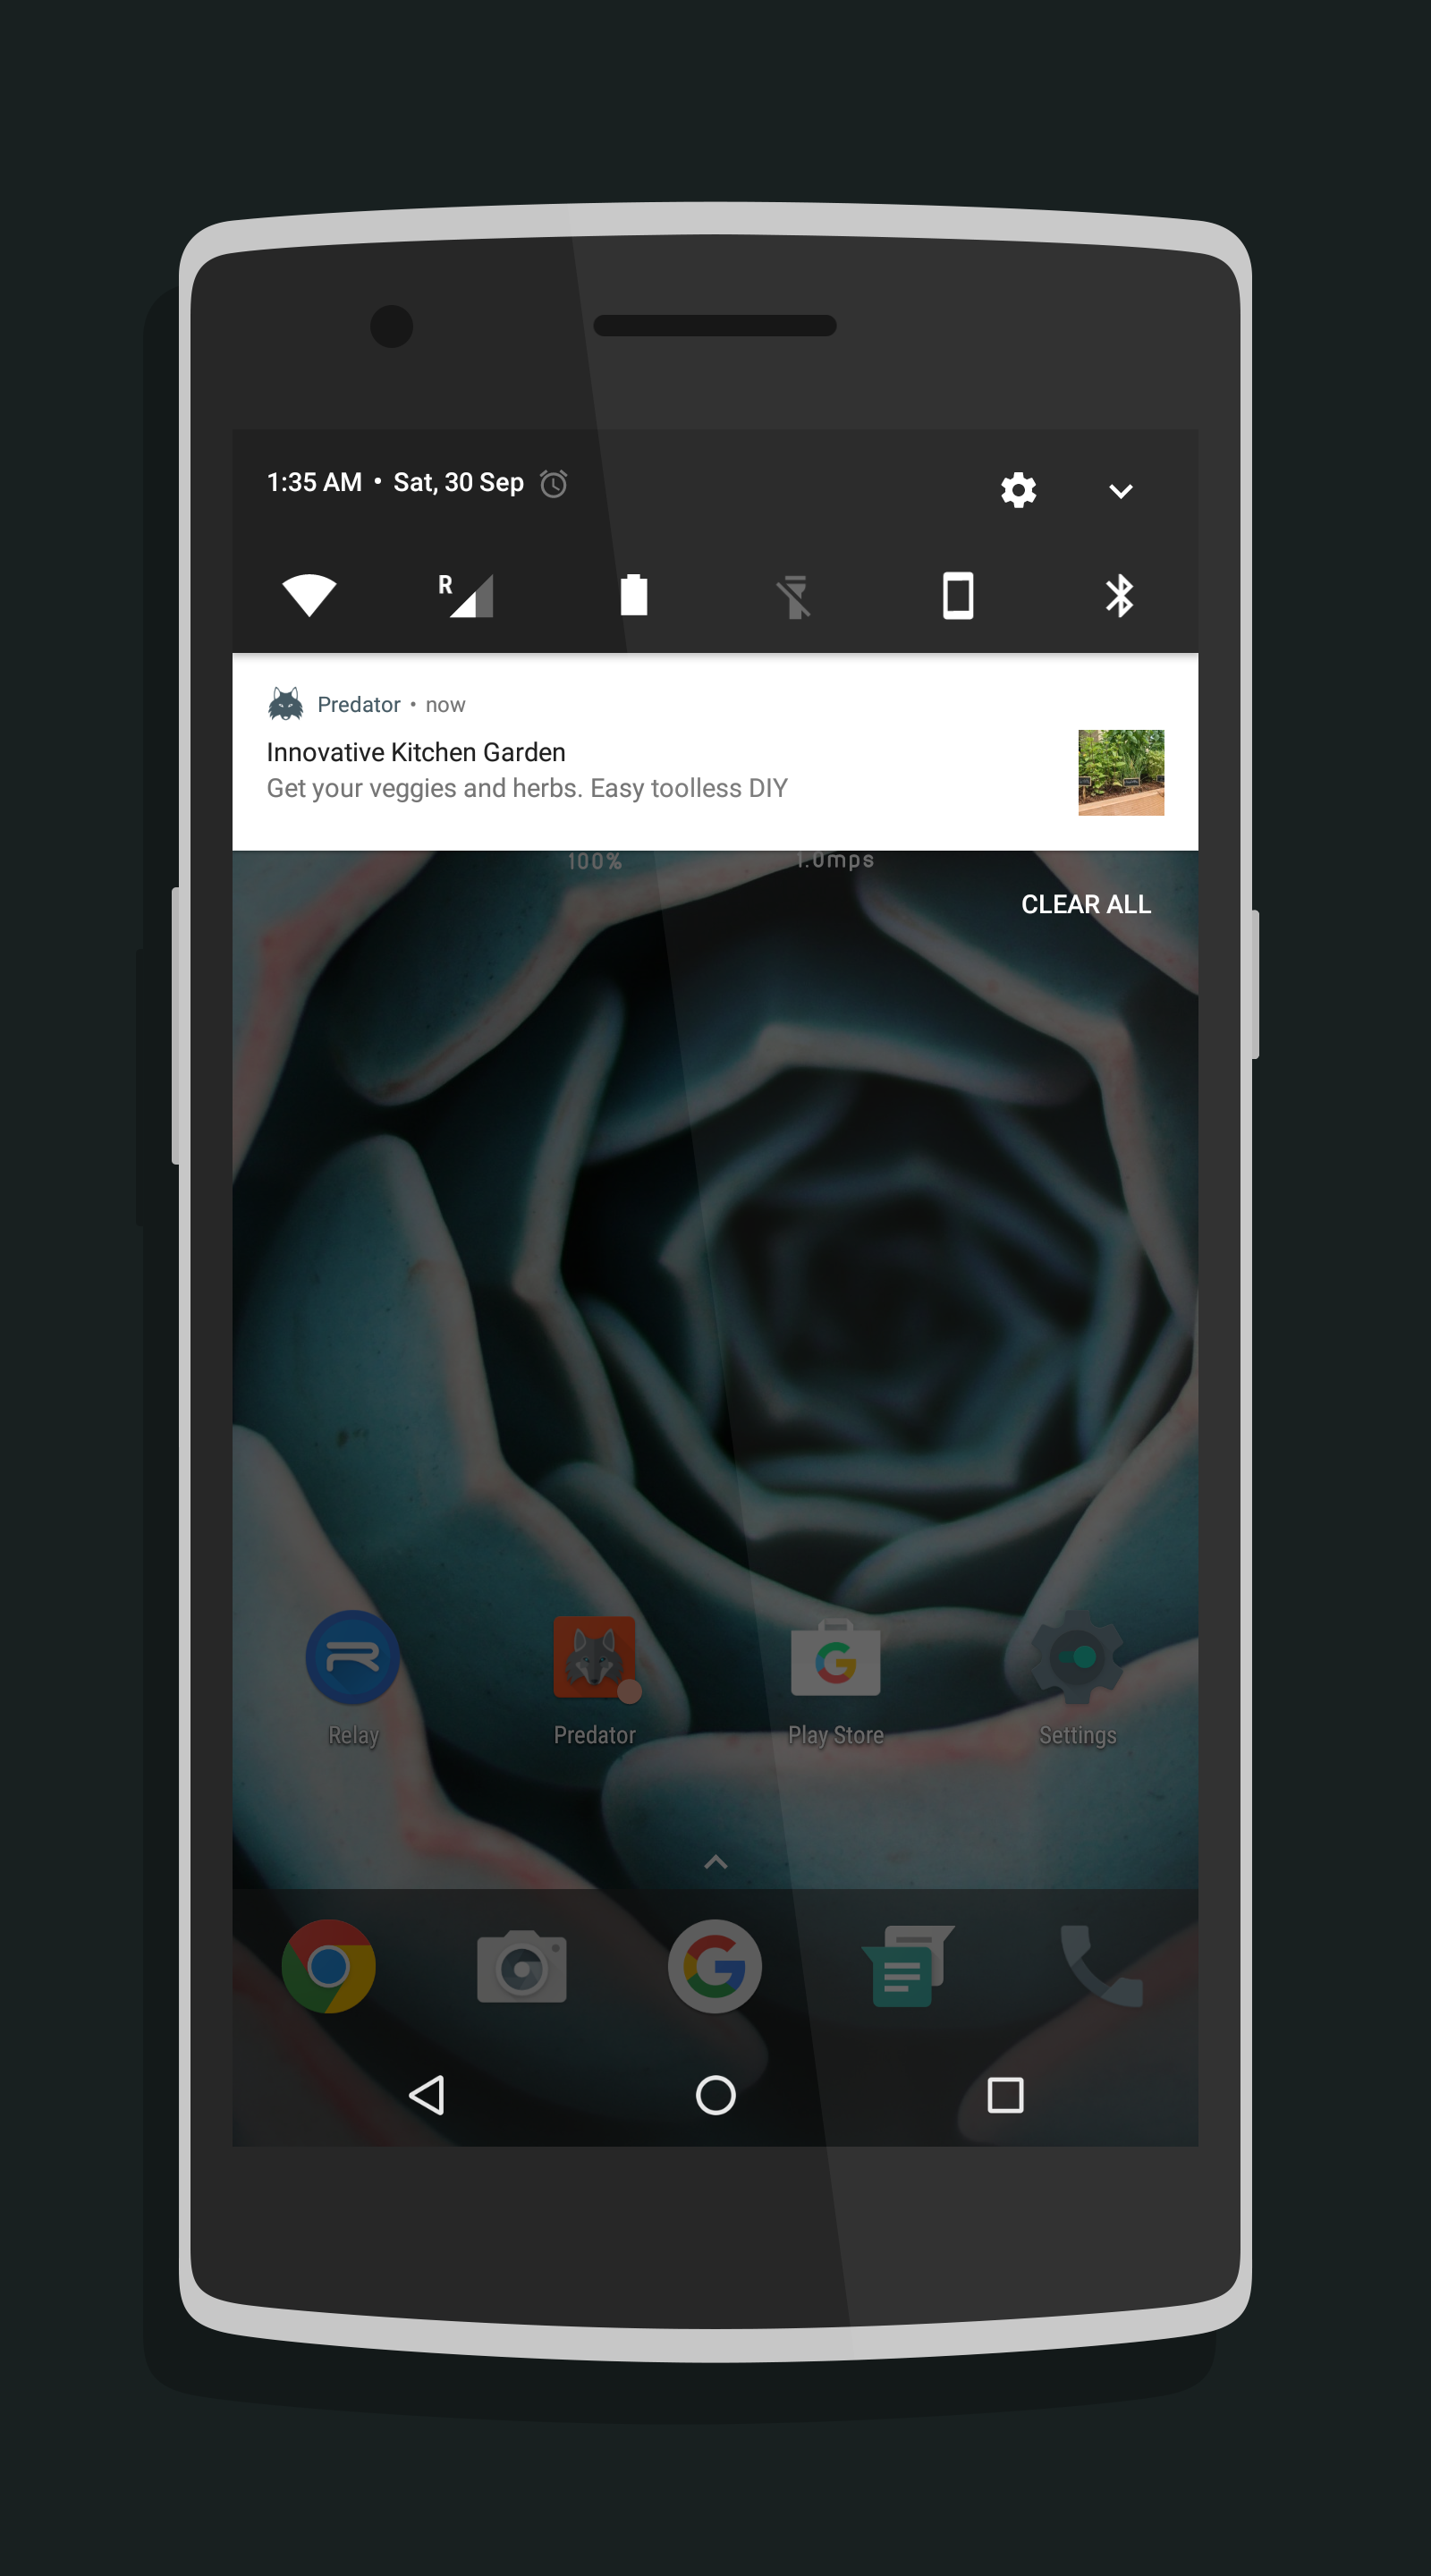 1:35 AM • Sat, 30 Sep
R
Predator • now
Innovative Kitchen Garden
Get your veggies and herbs. Easy toolless DIY
100% 1.0mps
CLEAR ALL
Relay Predator Play Store Settings